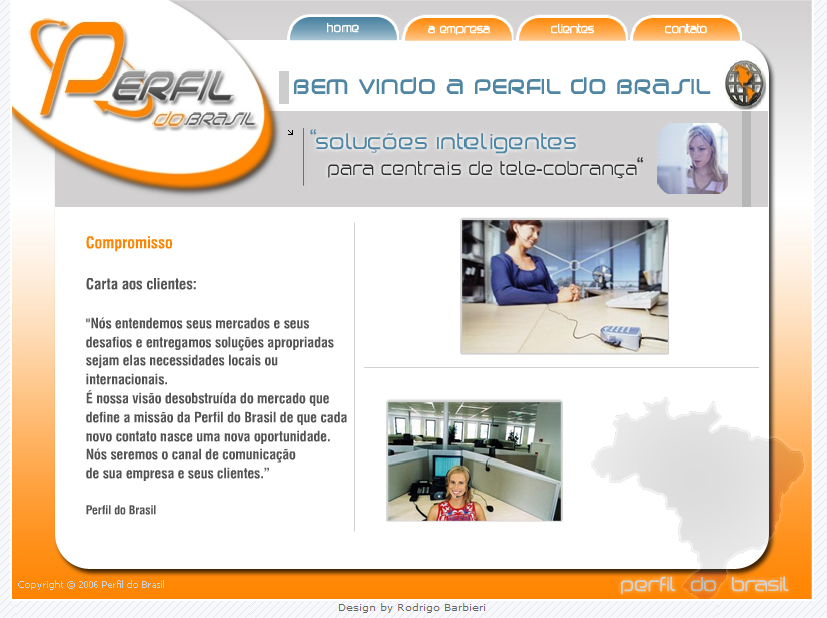 home
a empresa
clientes
contato
PERFIL
do BRASIL
BEM VINDO A PERFIL DO BRASIL
“soluções inteligentes
para centrais de tele-cobrança“
Compromisso
Carta aos clientes:
"Nós entendemos seus mercados e seus
desafios e entregamos soluções apropriadas
sejam elas necessidades locais ou
internacionais.
É nossa visão desobstruída do mercado que
define a missão da Perfil do Brasil de que cada
novo contato nasce uma nova oportunidade.
Nós seremos o canal de comunicação
de sua empresa e seus clientes.”
Perfil do Brasil
Copyright © 2006 Perfil do Brasil
perfil do brasil
Design by Rodrigo Barbieri